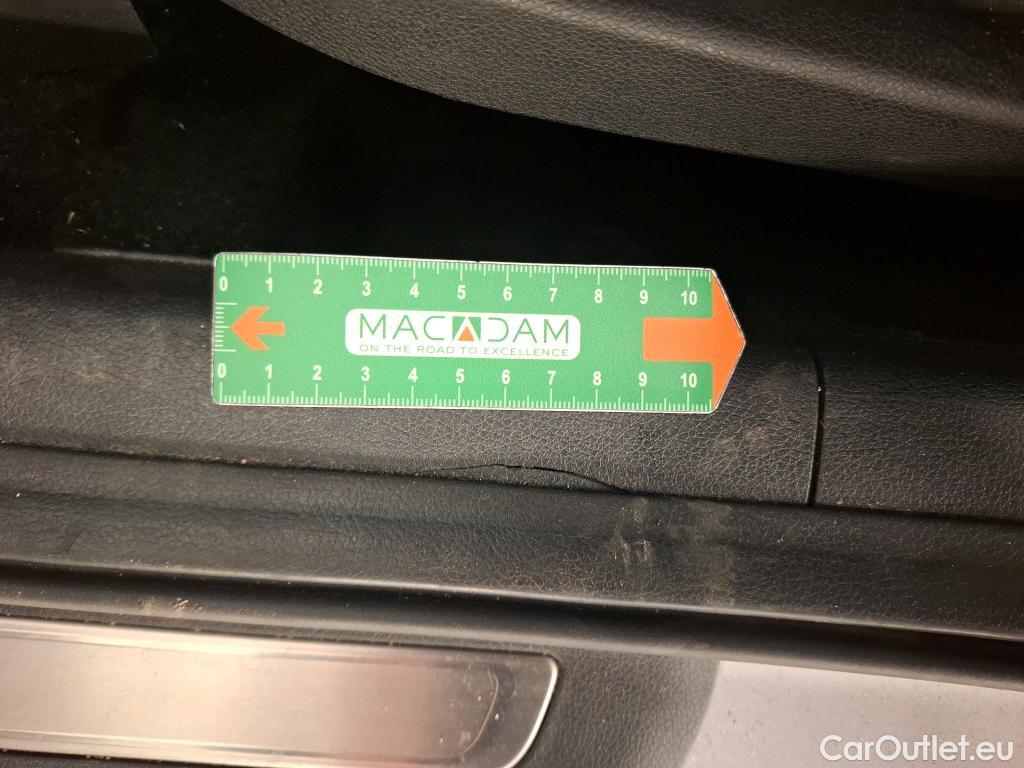 0 1 2 3 4 5 6 7 8 9 10
MACADAM
ON THE ROAD TO EXCELLENCE
0 1 2 3 4 5 6 7 8 9 10
CarOutlet.eu